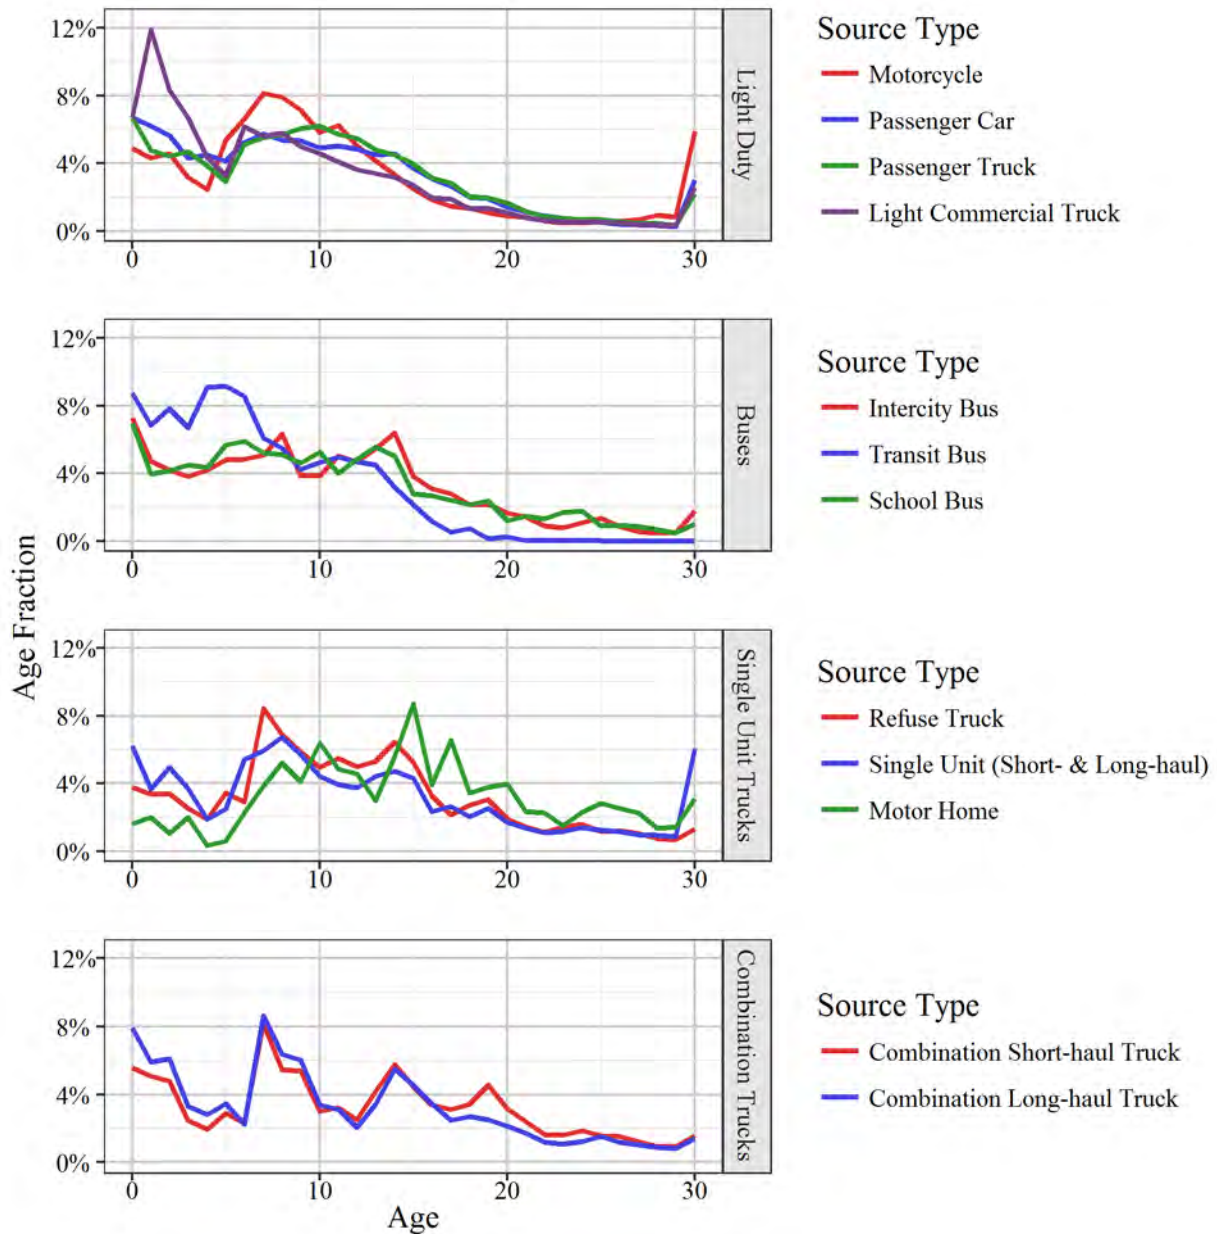 12%
8%
4%
0%
0
10
20
30
Light Duty
Source Type
Motorcycle
Passenger Car
Passenger Truck
Light Commercial Truck
12%
8%
4%
0%
0
10
20
30
Buses
Source Type
Intercity Bus
Transit Bus
School Bus
Age Fraction
12%
8%
4%
0%
0
10
20
30
Single Unit Trucks
Source Type
Refuse Truck
Single Unit (Short- & Long-haul)
Motor Home
12%
8%
4%
0%
0
10
20
30
Combination Trucks
Source Type
Combination Short-haul Truck
Combination Long-haul Truck
Age